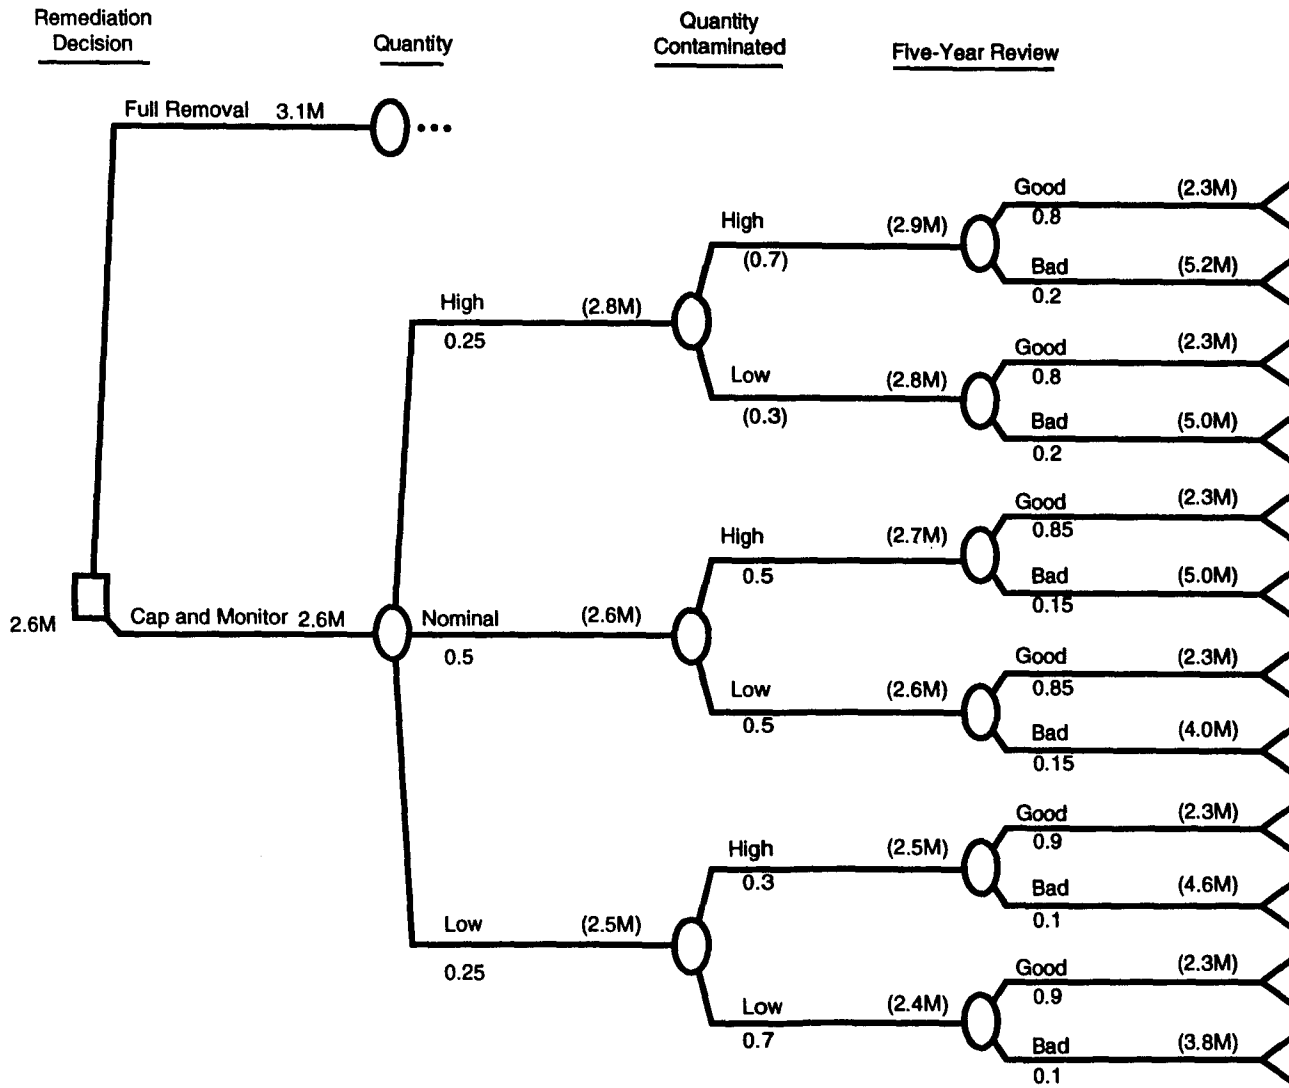 Remediation
Decision
Quantity
Quantity
Contaminated
Five-Year Review
Full Removal 3.1M
...
Good (2.3M)
0.8
High (2.9M)
(0.7)
Bad (5.2M)
0.2
High (2.8M)
0.25
Good (2.3M)
0.8
Low (2.8M)
(0.3)
Bad (5.0M)
0.2
Good (2.3M)
0.85
High (2.7M)
0.5
Bad (5.0M)
0.15
2.6M
Cap and Monitor 2.6M
Nominal (2.6M)
0.5
Good (2.3M)
0.85
Low (2.6M)
0.5
Bad (4.0M)
0.15
Good (2.3M)
0.9
High (2.5M)
0.3
Bad (4.6M)
0.1
Low (2.5M)
0.25
Good (2.3M)
0.9
Low (2.4M)
0.7
Bad (3.8M)
0.1